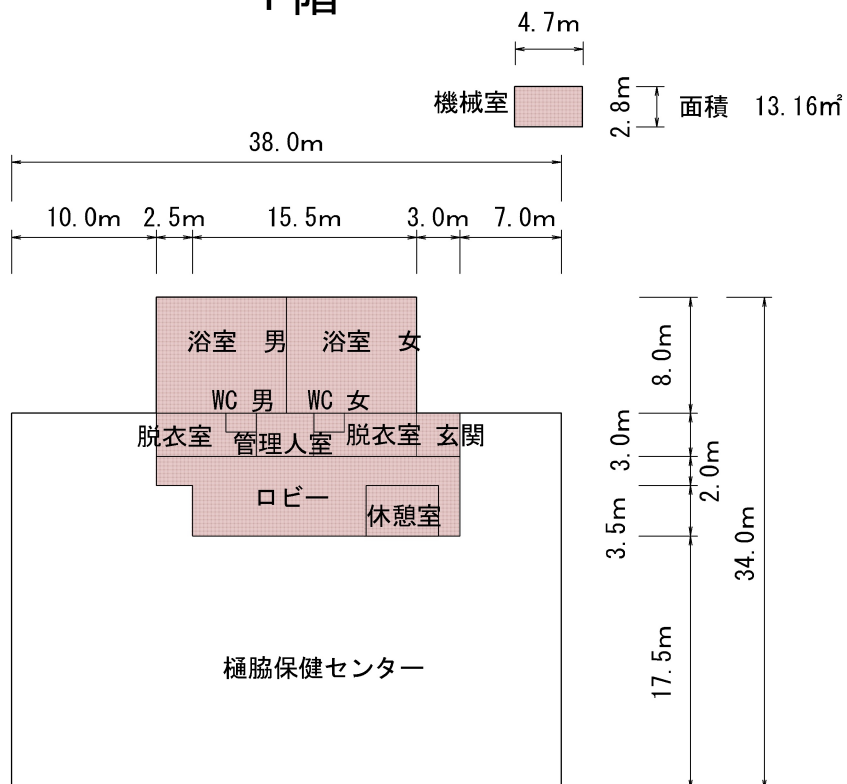 1階
4.7m
機械室
2.8m
面積 13.16㎡
38.0m
10.0m 2.5m 15.5m 3.0m 7.0m
浴室 男
浴室 女
8.0m
WC 男
WC 女
脱衣室
管理人室
脱衣室
玄関
3.0m
2.0m
ロビー
休憩室
3.5m
34.0m
樋脇保健センター
17.5m